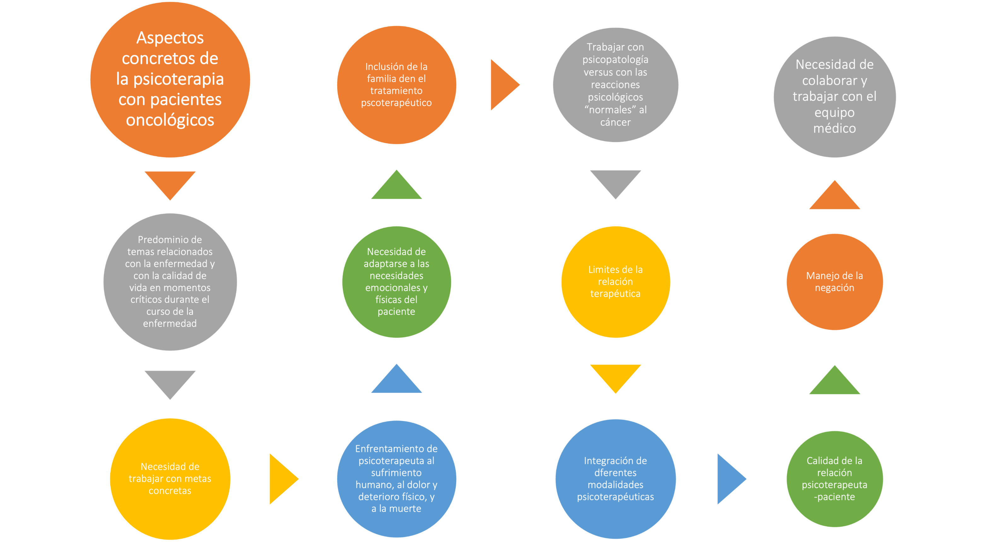 Aspectos
concretos de
la psicoterapia
con pacientes
oncológicos
Predominio de
temas relacionados
con la enfermedad y
con la calidad de
vida en momentos
críticos durante el
curso de la
enfermedad
Necesidad de
trabajar con metas
concretas
Enfrentamiento de
psicoterapeuta al
sufrimiento
humano, al dolor y
deterioro físico, y
a la muerte
Necesidad de
adaptarse a las
necesidades
emocionales y
físicas del
paciente
Inclusión de la
familia den el
tratamiento
pscoterapéutico
Trabajar con
psicopatología
versus con las
reacciones
psicológicos
“normales” al
cáncer
Limites de la
relación
terapéutica
Integración de
dferentes
modalidades
psicoterapéuticas
Calidad de la
relación
psicoterapeuta
-paciente
Manejo de la
negación
Necesidad de
colaborar y
trabajar con el
equipo
médico